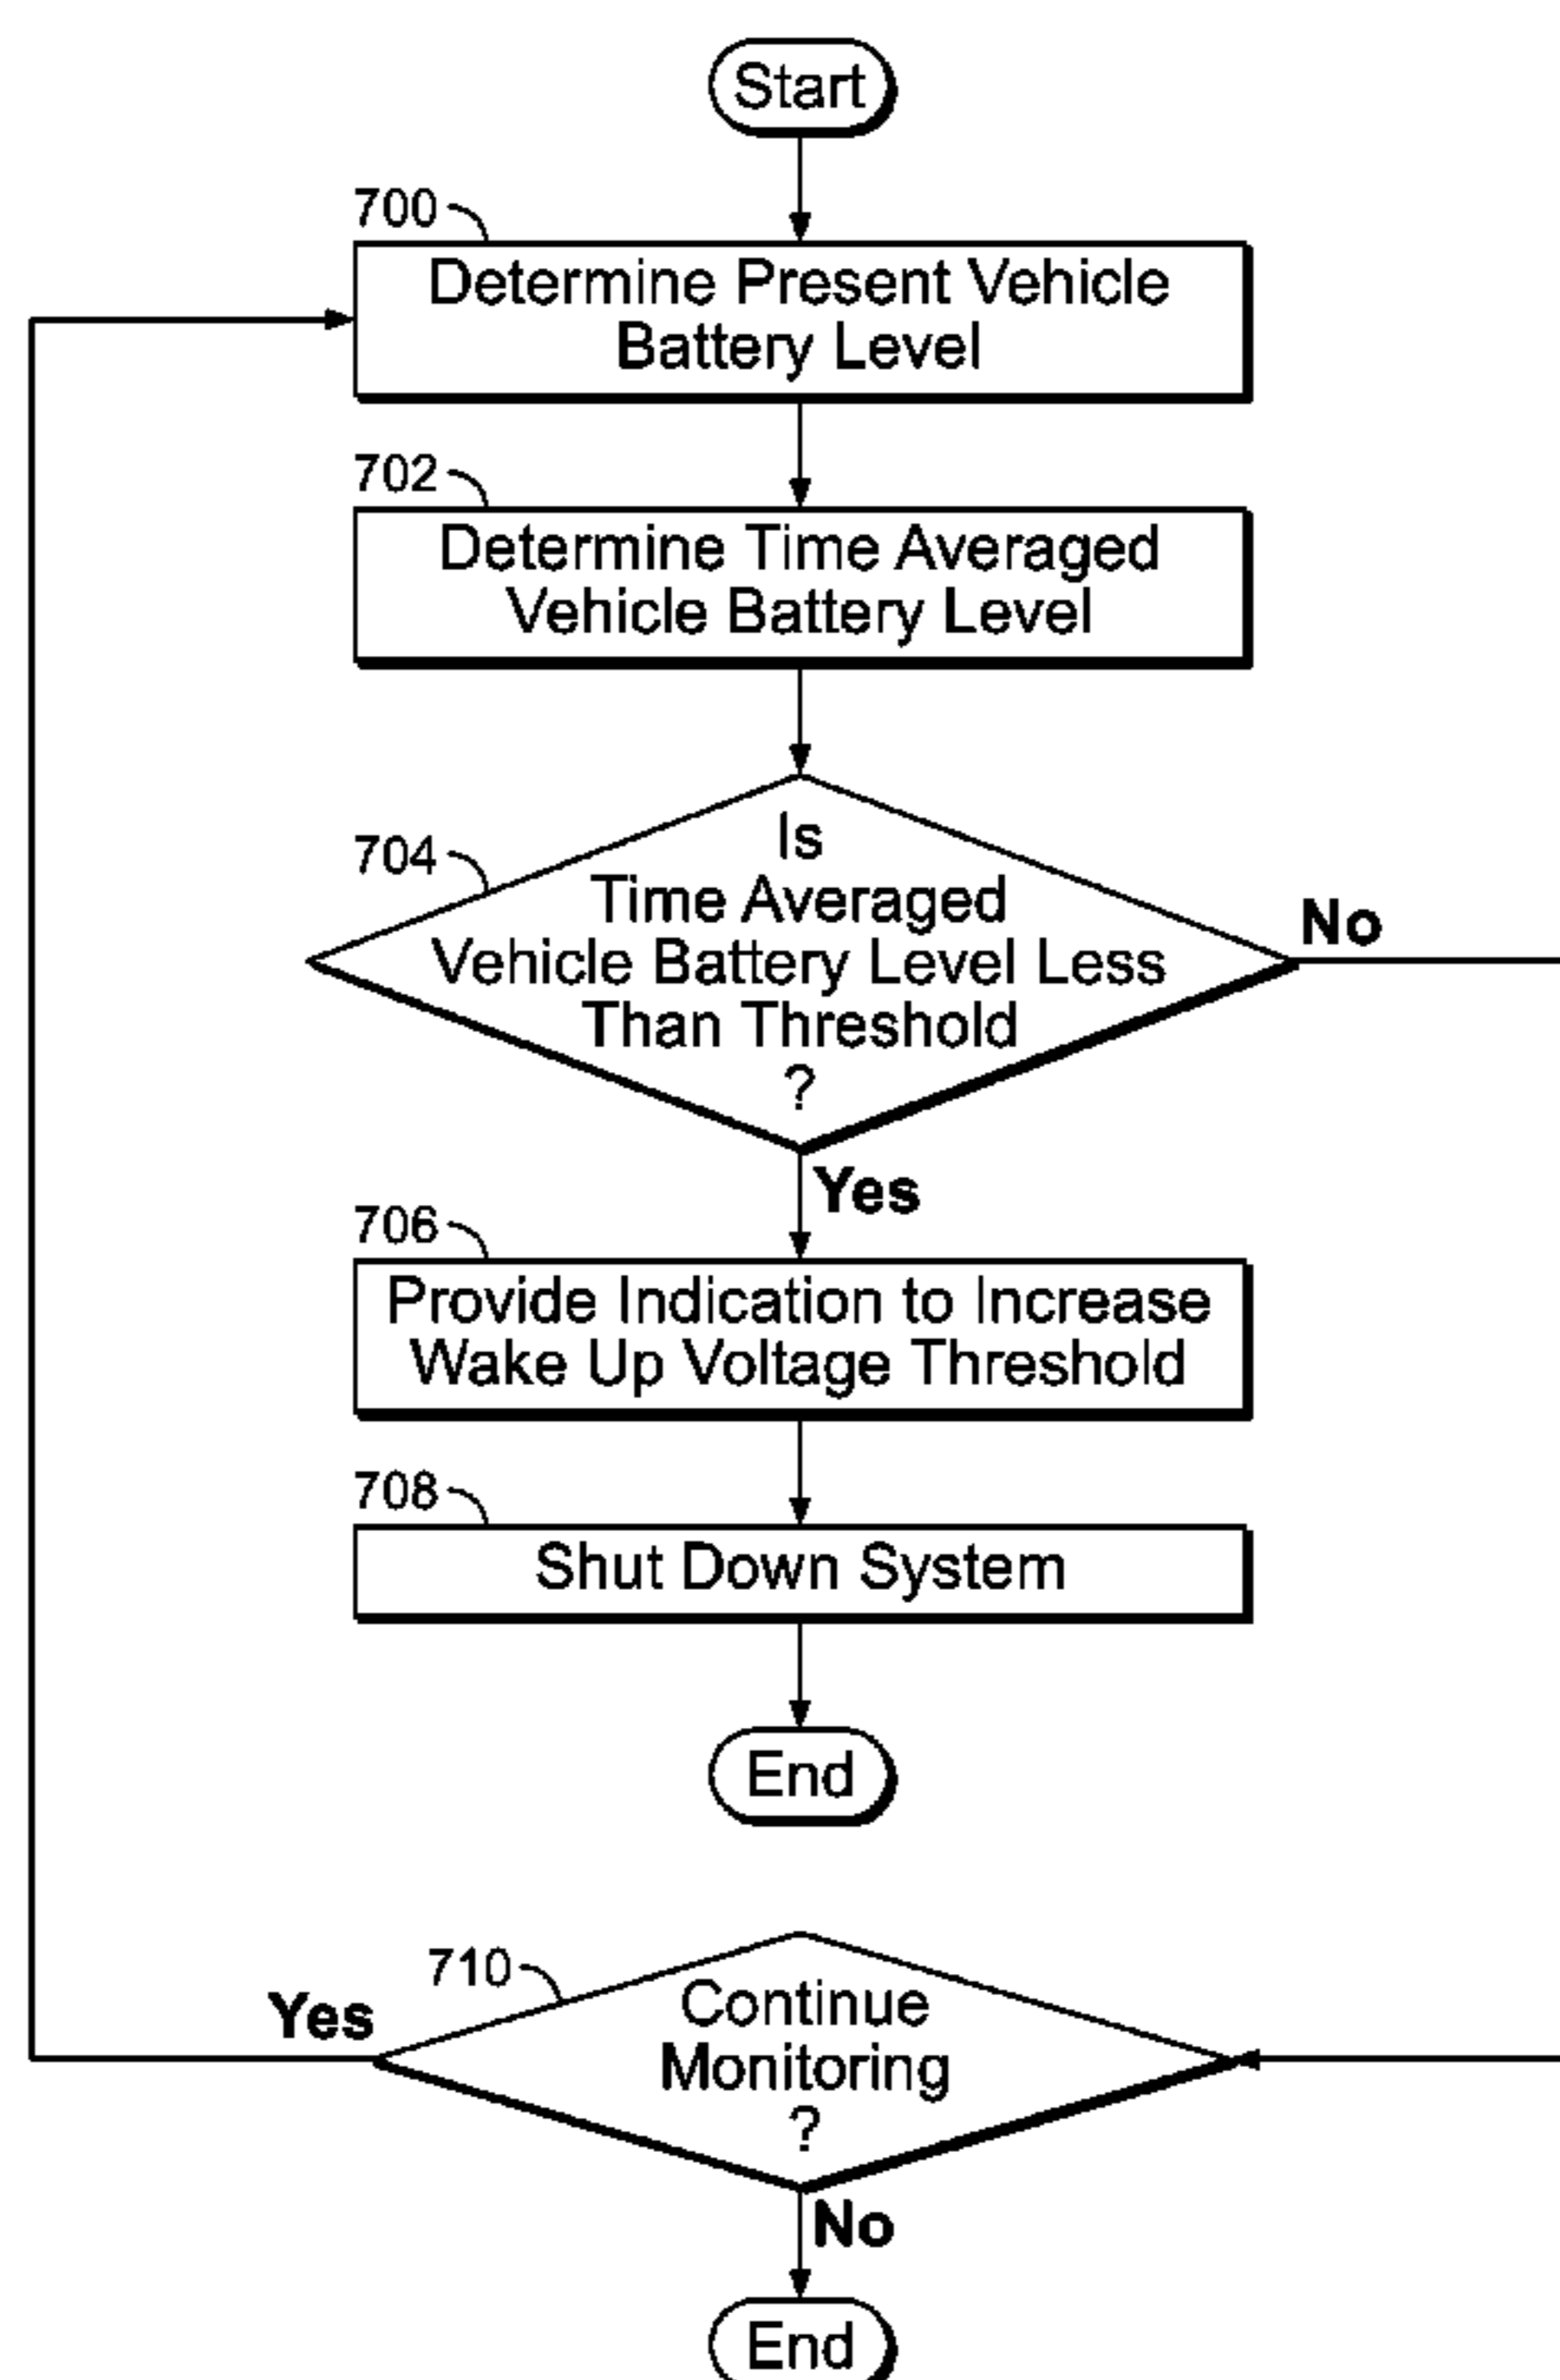 Start
700
Determine Present Vehicle
Battery Level
702
Determine Time Averaged
Vehicle Battery Level
704
Is
Time Averaged
Vehicle Battery Level Less
Than Threshold
?
No
Yes
706
Provide Indication to Increase
Wake Up Voltage Threshold
708
Shut Down System
End
710
Yes
Continue
Monitoring
?
No
End